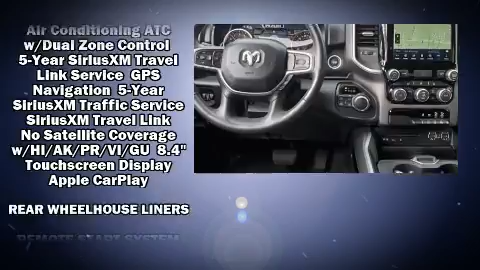 Air Conditioning ATC
w/Dual Zone Control
5-Year SiriusXM Travel
Link Service  GPS
Navigation  5-Year
SiriusXM Traffic Service
SiriusXM Travel Link
No Satellite Coverage
w/HI/AK/PR/VI/GU  8.4"
Touchscreen Display
Apple CarPlay
REAR WHEELHOUSE LINERS
REMOTE START SYSTEM